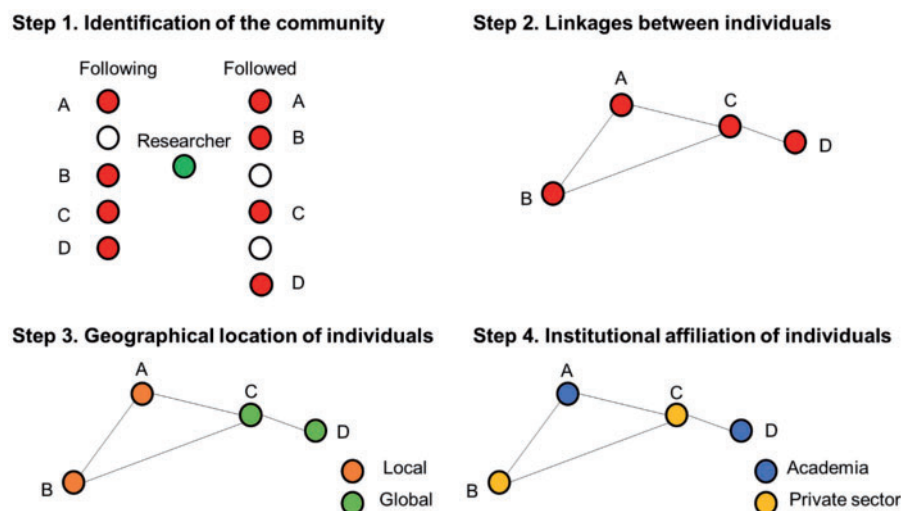 Step 1. Identification of the community
Following
Followed
A
A
B
Researcher
B
C
C
D
D
Step 2. Linkages between individuals
A
C
D
B
Step 3. Geographical location of individuals
A
C
D
B
Local
Global
Step 4. Institutional affiliation of individuals
A
C
D
B
Academia
Private sector